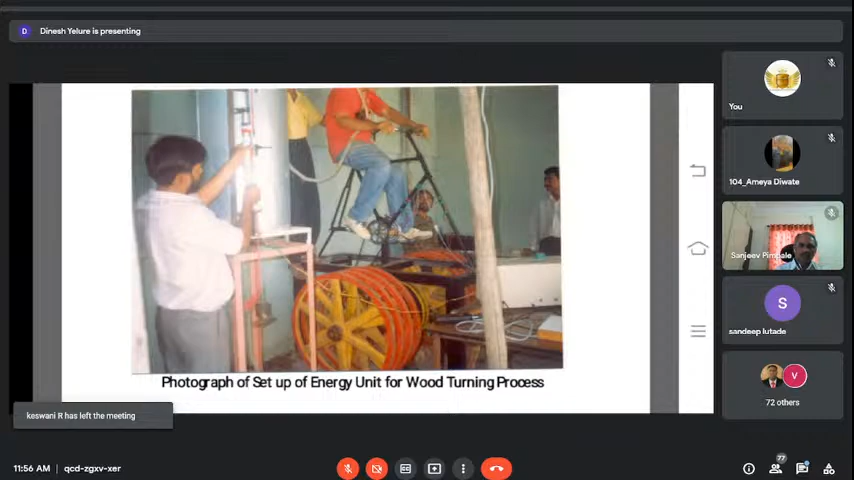 D Dinesh Yelure is presenting
You
104_Ameya Diwate
Sanjeev Pimpale
S
sandeep lutade
V
72 others
Photograph of Set up of Energy Unit for Wood Turning Process
keswani R has left the meeting
11:56 AM | qcd-zgxv-xer
77